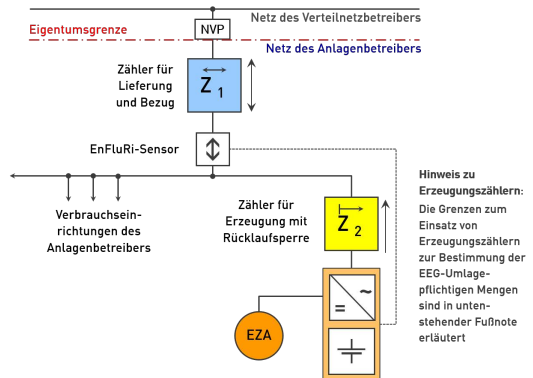 Netz des Verteilnetzbetreibers
NVP
Eigentumsgrenze
Netz des Anlagenbetreibers
Zähler für
Lieferung
und Bezug
Z 1
EnFluRi-Sensor
Verbrauchsein-
richtungen des
Anlagenbetreibers
Zähler für
Erzeugung mit
Rücklaufsperre
Z 2
Hinweis zu
Erzeugungszählern:
Die Grenzen zum
Einsatz von
Erzeugungszählern
zur Bestimmung der
EEG-Umlage-
pflichtigen Mengen
sind in unten-
stehender Fußnote
erläutert
~
=
EZA